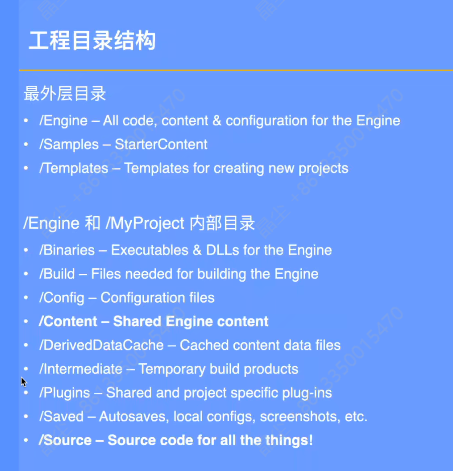 工程目录结构
最外层目录
• /Engine – All code, content & configuration for the Engine
• /Samples – StarterContent
• /Templates – Templates for creating new projects
/Engine 和 /MyProject 内部目录
• /Binaries – Executables & DLLs for the Engine
• /Build – Files needed for building the Engine
• /Config – Configuration files
• /Content – Shared Engine content
• /DerivedDataCache – Cached content data files
• /Intermediate – Temporary build products
• /Plugins – Shared and project specific plug-ins
• /Saved – Autosaves, local configs, screenshots, etc.
• /Source – Source code for all the things!